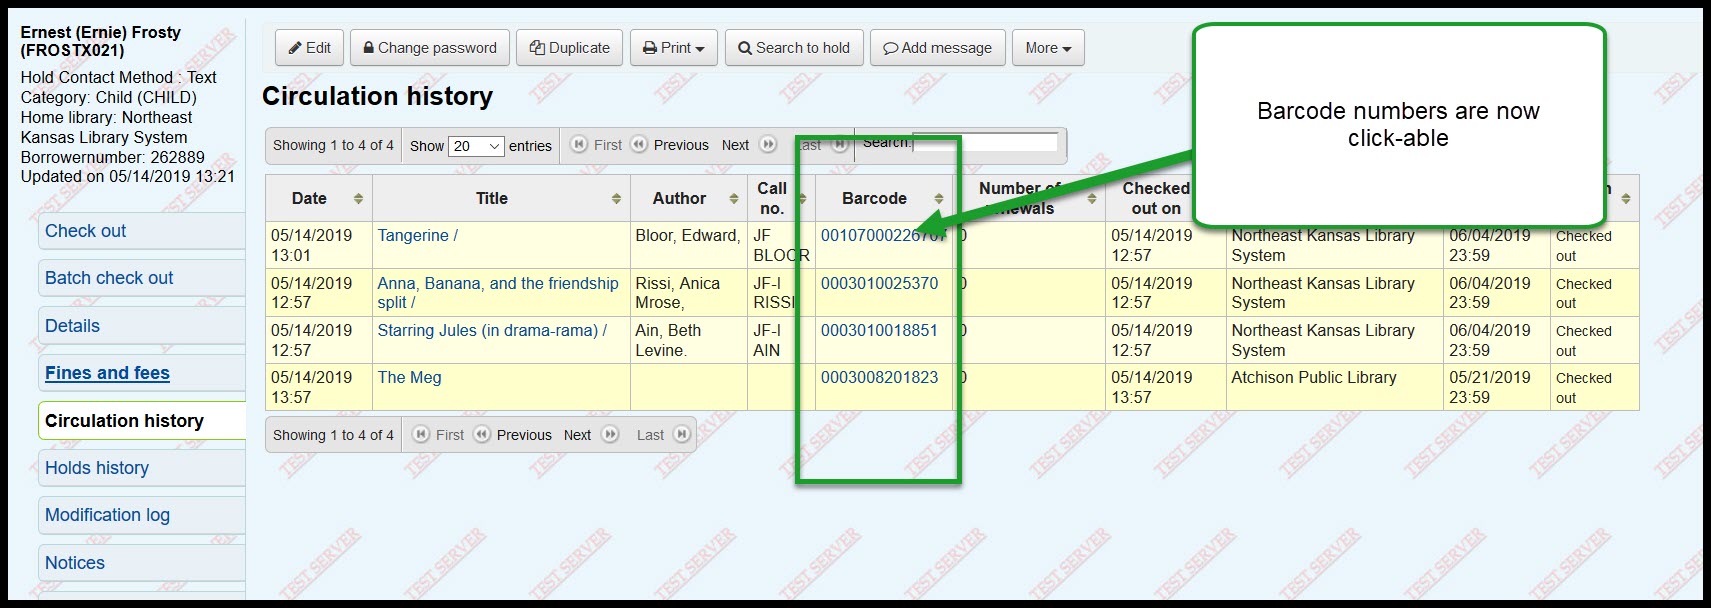 Ernest (Ernie) Frosty
(FROSTX021)
Hold Contact Method : Text
Category: Child (CHILD)
Home library: Northeast
Kansas Library System
Borrowernumber: 262889
Updated on 05/14/2019 13:21
Check out
Batch check out
Details
Fines and fees
Circulation history
Holds history
Modification log
Notices
Edit Change password Duplicate Print Search to hold Add message More
Barcode numbers are now
click-able
Circulation history
Showing 1 to 4 of 4 Show 20 entries First Previous Next Last Search:
Date Title Author Call no. Barcode Number of Checked out on
05/14/2019 13:01 Tangerine / Bloor, Edward, JF BLOOR 00107000226707 0 05/14/2019 12:57 Northeast Kansas Library System 06/04/2019 23:59 Checked out
05/14/2019 12:57 Anna, Banana, and the friendship split / Rissi, Anica Mrose, JF-I RISSI 0003010025370 0 05/14/2019 12:57 Northeast Kansas Library System 06/04/2019 23:59 Checked out
05/14/2019 12:57 Starring Jules (in drama-rama) / Ain, Beth Levine. JF-I AIN 0003010018851 0 05/14/2019 12:57 Northeast Kansas Library System 06/04/2019 23:59 Checked out
05/14/2019 13:57 The Meg 0003008201823 0 05/14/2019 13:57 Atchison Public Library 05/21/2019 23:59 Checked out
Showing 1 to 4 of 4 First Previous Next Last
TEST SERVER